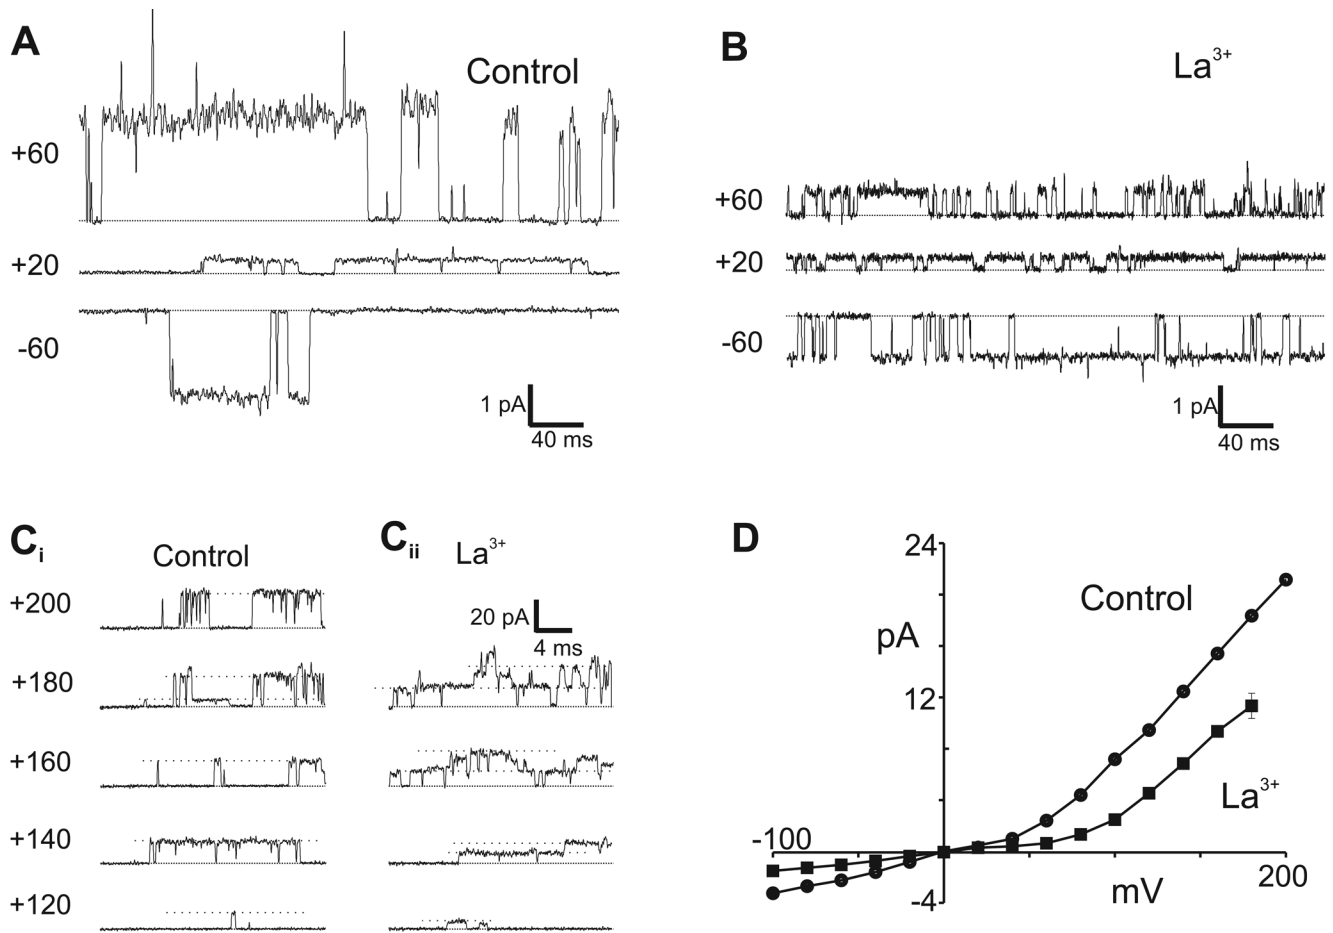 A
Control
+60
+20
-60
1 pA
40 ms
B
La3+
+60
+20
-60
1 pA
40 ms
Ci
Control
+200
+180
+160
+140
+120
Cii
La3+
20 pA
4 ms
D
24
Control
pA
12
La3+
-100
-4
mV
200